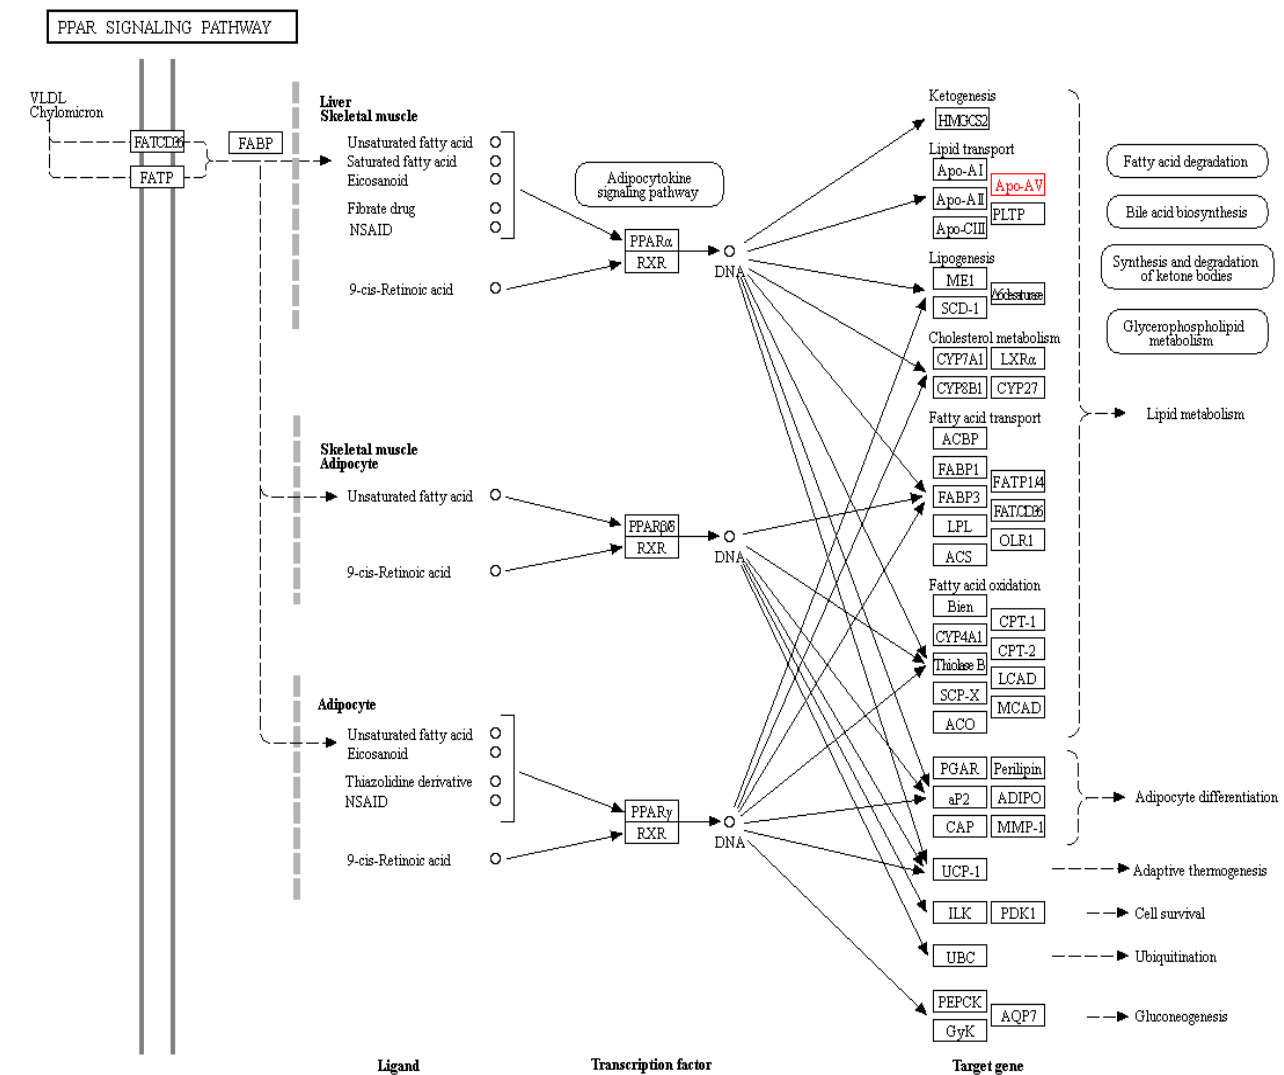 PPAR SIGNALING PATHWAY
VLDL
Chylomicron
FATCD36
FATP
FABP
Liver
Skeletal muscle
Unsaturated fatty acid
Saturated fatty acid
Eicosanoid
Fibrate drug
NSAID
9-cis-Retinoic acid
Adipocytokine
signaling pathway
PPARα
RXR
DNA
Skeletal muscle
Adipocyte
Unsaturated fatty acid
9-cis-Retinoic acid
PPARβ/δ
RXR
DNA
Adipocyte
Unsaturated fatty acid
Eicosanoid
Thiazolidine derivative
NSAID
9-cis-Retinoic acid
PPARγ
RXR
DNA
Ketogenesis
HMGCS2
Lipid transport
Apo-AI
Apo-AV
Apo-AII
PLTP
Apo-CIII
Lipogenesis
ME1
Δ6desaturase
SCD-1
Cholesterol metabolism
CYP7A1 LXRα
CYP8B1 CYP27
Fatty acid transport
ACBP
FABP1
FATP1/4
FABP3
FATCD36
LPL
OLR1
ACS
Fatty acid oxidation
Bien
CPT-1
CYP4A1
CPT-2
Thiolase B
LCAD
SCP-X
MCAD
ACO
PGAR Perilipin
aP2 ADIPO
CAP MMP-1
UCP-1
ILK PDK1
UBC
PEPCK
AQP7
GyK
Fatty acid degradation
Bile acid biosynthesis
Synthesis and degradation
of ketone bodies
Glycerophospholipid
metabolism
Lipid metabolism
Adipocyte differentiation
Adaptive thermogenesis
Cell survival
Ubiquitination
Gluconeogenesis
Ligand
Transcription factor
Target gene